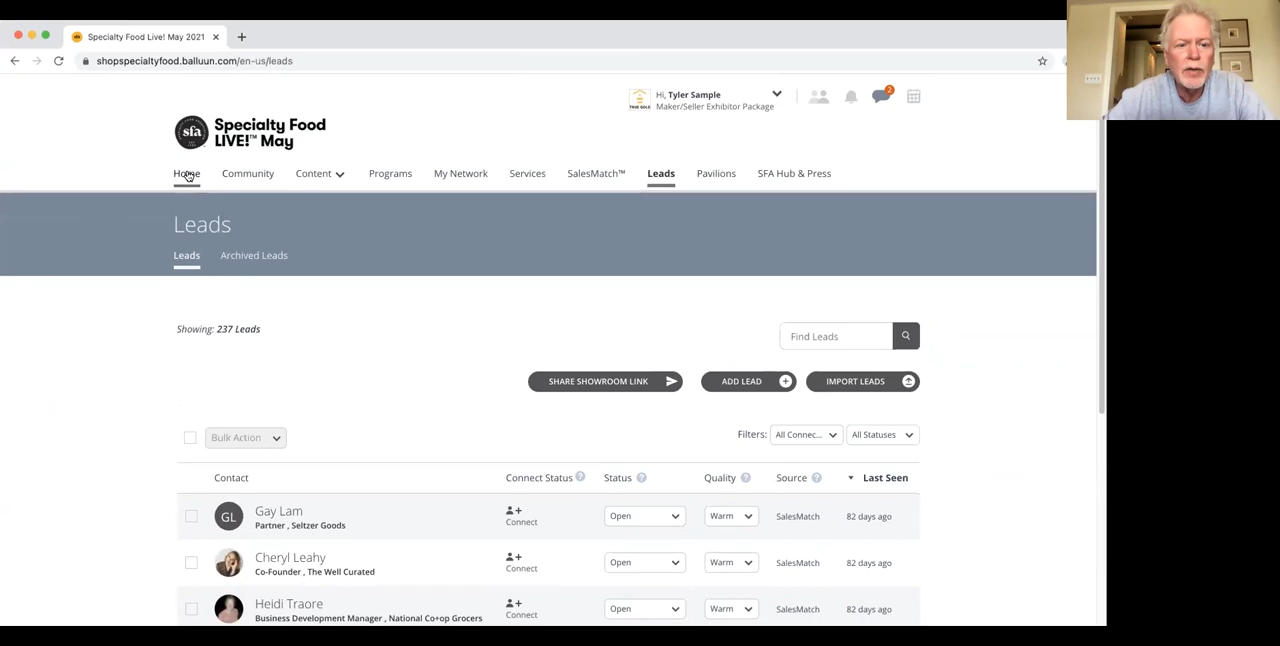 Specialty Food Live! May 2021
shopspecialtyfood.balluun.com/en-us/leads
TRUE GOLD
Hi, Tyler Sample
Maker/Seller Exhibitor Package
2
sfa
Specialty Food
LIVE!™ May
Home Community Content Programs My Network Services SalesMatch™ Leads Pavilions SFA Hub & Press
Leads
Leads Archived Leads
Showing: 237 Leads
Find Leads
SHARE SHOWROOM LINK ADD LEAD IMPORT LEADS
Bulk Action
Filters: All Connec... All Statuses
Contact Connect Status ? Status ? Quality ? Source ? Last Seen
GL
Gay Lam
Partner , Seltzer Goods
Connect
Open
Warm
SalesMatch
82 days ago
Cheryl Leahy
Co-Founder , The Well Curated
Connect
Open
Warm
SalesMatch
82 days ago
Heidi Traore
Business Development Manager , National Co+op Grocers
Connect
Open
Warm
SalesMatch
82 days ago